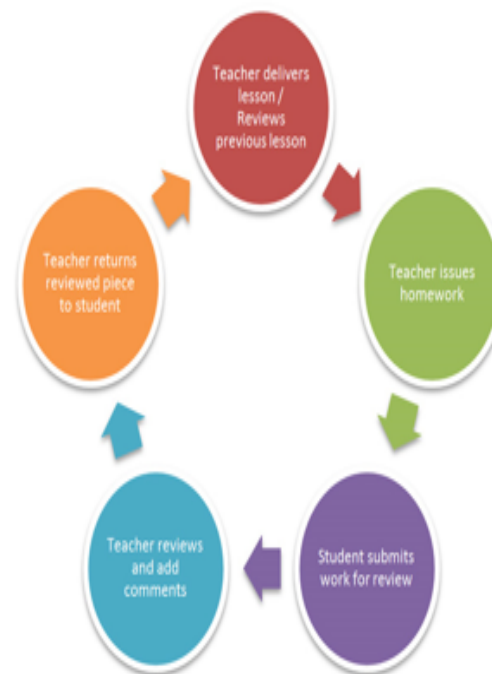 Teacher delivers
lesson /
Reviews
previous lesson
Teacher issues
homework
Student submits
work for review
Teacher reviews
and add
comments
Teacher returns
reviewed piece
to student